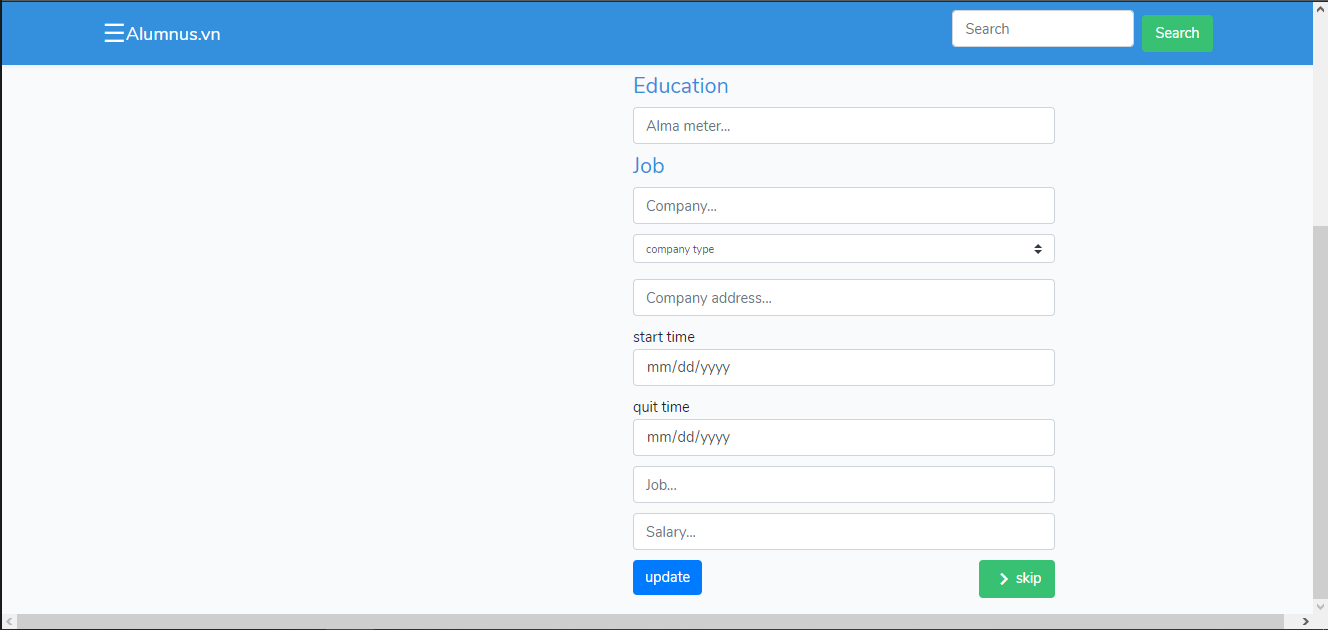 ☰Alumnus.vn
Search
Search
Education
Alma meter...
Job
Company...
company type
Company address...
start time
mm/dd/yyyy
quit time
mm/dd/yyyy
Job...
Salary...
update
skip